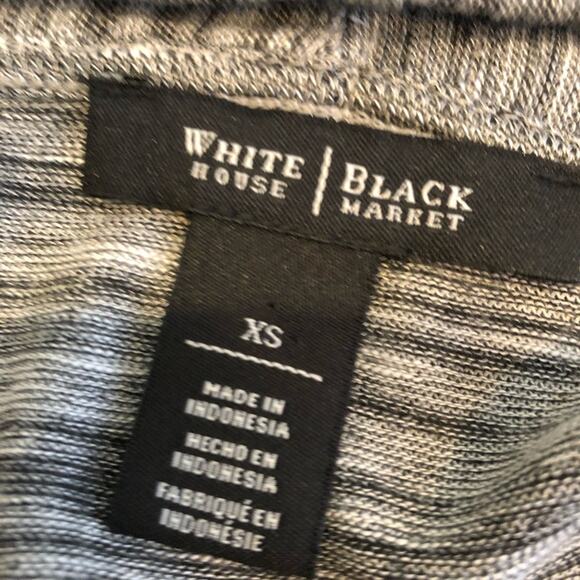 WHITE HOUSE | BLACK MARKET
XS
MADE IN
INDONESIA
HECHO EN
INDONESIA
FABRIQUÉ EN
INDONÉSIE